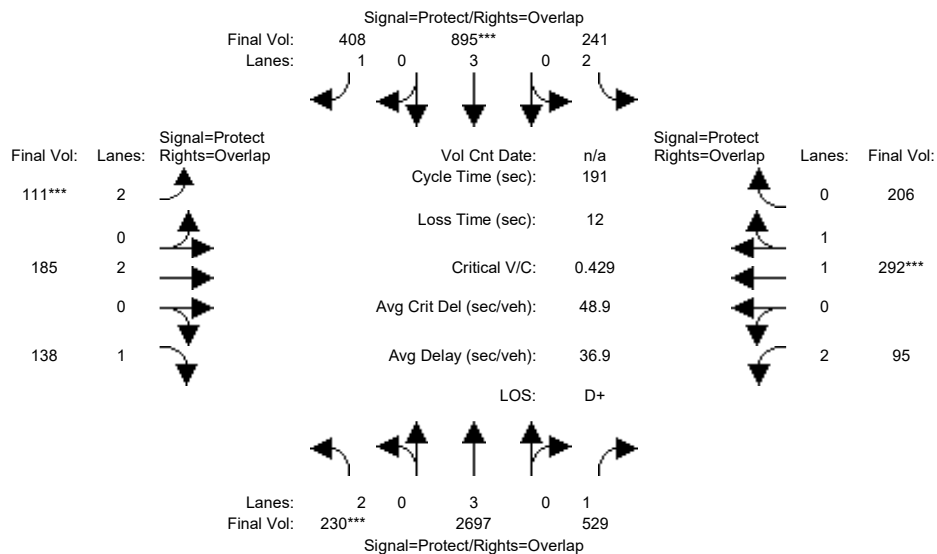 Signal=Protect/Rights=Overlap
Final Vol: 408 895*** 241
Lanes: 1 0 3 0 2
Signal=Protect
Final Vol: Lanes: Rights=Overlap
Vol Cnt Date: n/a
Signal=Protect
Rights=Overlap Lanes: Final Vol:
Cycle Time (sec): 191
111*** 2
0 206
Loss Time (sec): 12
0
1
185 2
Critical V/C: 0.429
1 292***
0
Avg Crit Del (sec/veh): 48.9
0
138 1
Avg Delay (sec/veh): 36.9
2 95
LOS: D+
Lanes: 2 0 3 0 1
Final Vol: 230*** 2697 529
Signal=Protect/Rights=Overlap